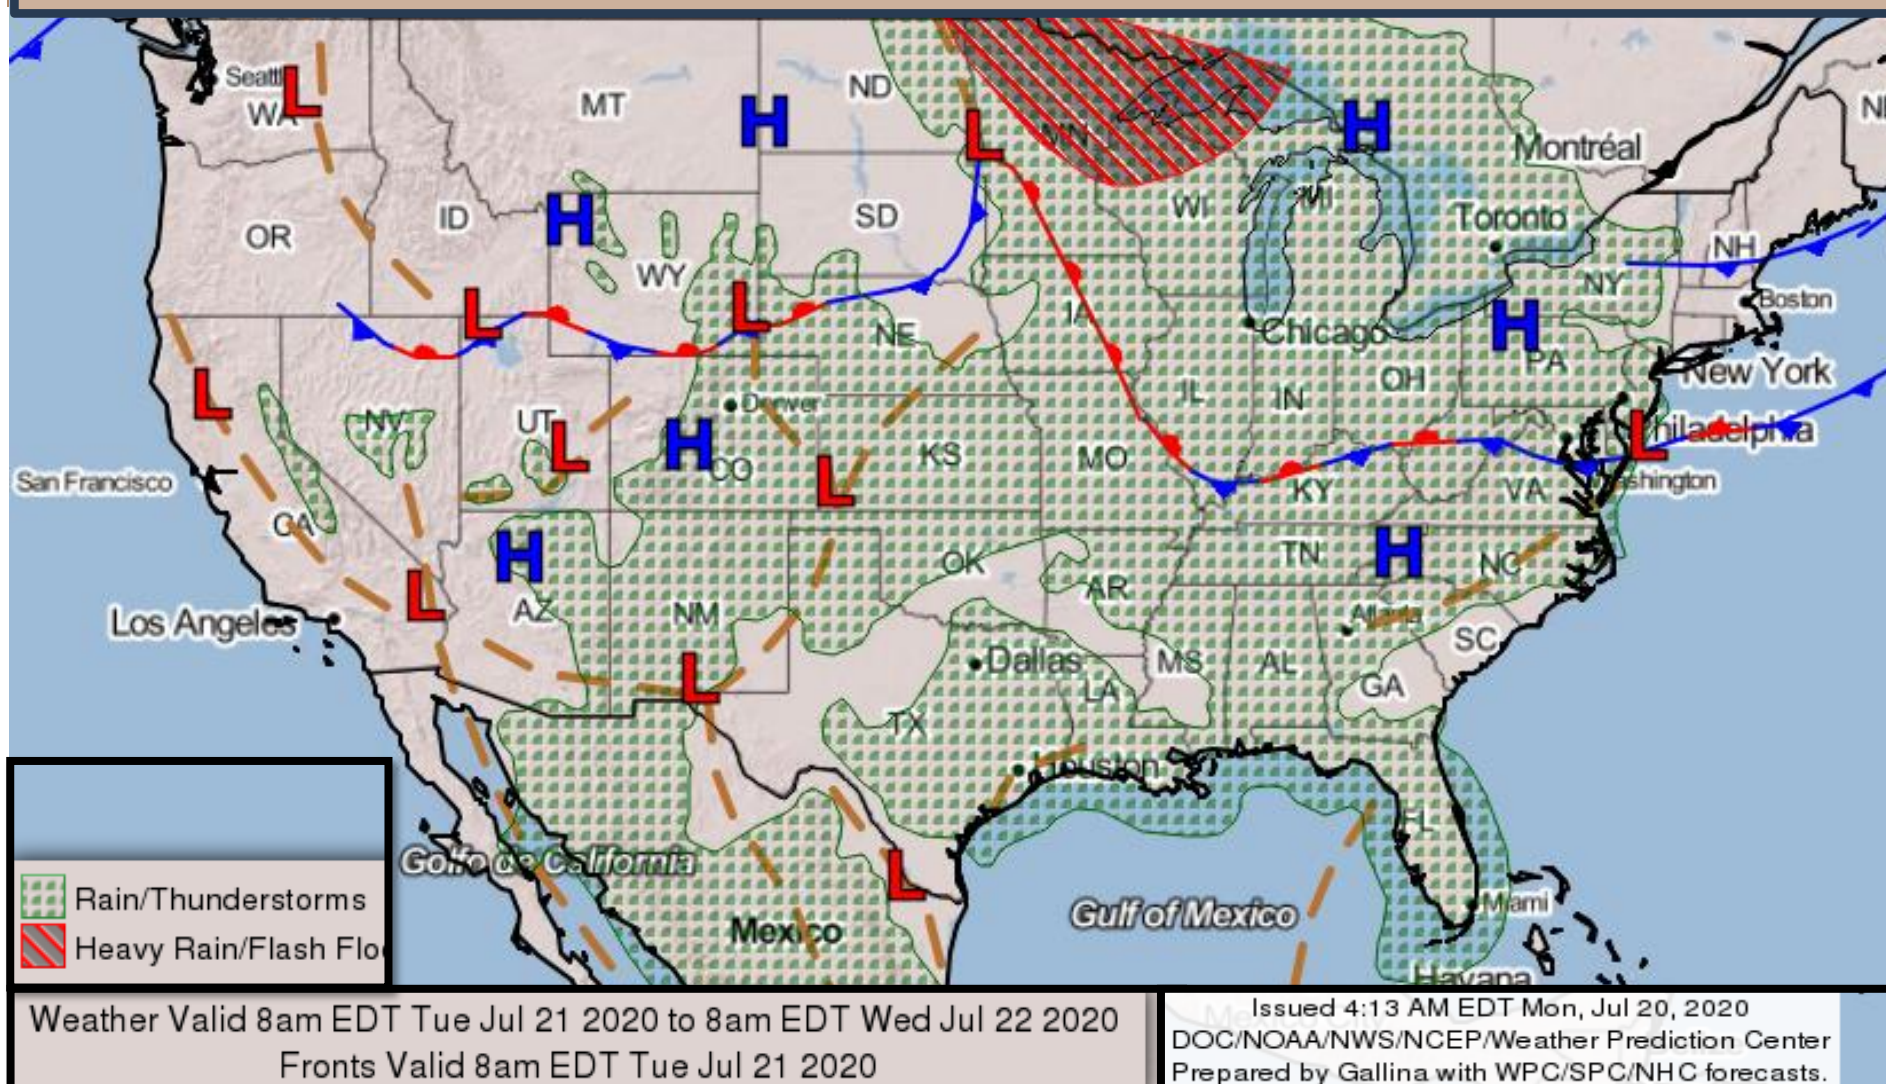 Seattl
WA
MT
ND
MN
Montréal
OR
ID
SD
WI
MI
Toronto
WY
NH
NY
Boston
NE
IA
Chicago
PA
New York
NV
UT
Denver
IL
IN
OH
Philadelphia
San Francisco
CO
KS
MO
KY
VA
ashington
CA
OK
TN
NC
Los Angeles
AZ
NM
AR
Atlanta
SC
Dallas
MS
AL
GA
LA
TX
Houston
FL
Golfo de California
Gulf of Mexico
Miami
Mexico
Havana
L
L
L
L
L
L
L
L
L
L
L
L
H
H
H
H
H
H
H
Rain/Thunderstorms
Heavy Rain/Flash Floo
Weather Valid 8am EDT Tue Jul 21 2020 to 8am EDT Wed Jul 22 2020
Fronts Valid 8am EDT Tue Jul 21 2020
Issued 4:13 AM EDT Mon, Jul 20, 2020
DOC/NOAA/NWS/NCEP/Weather Prediction Center
Prepared by Gallina with WPC/SPC/NHC forecasts.